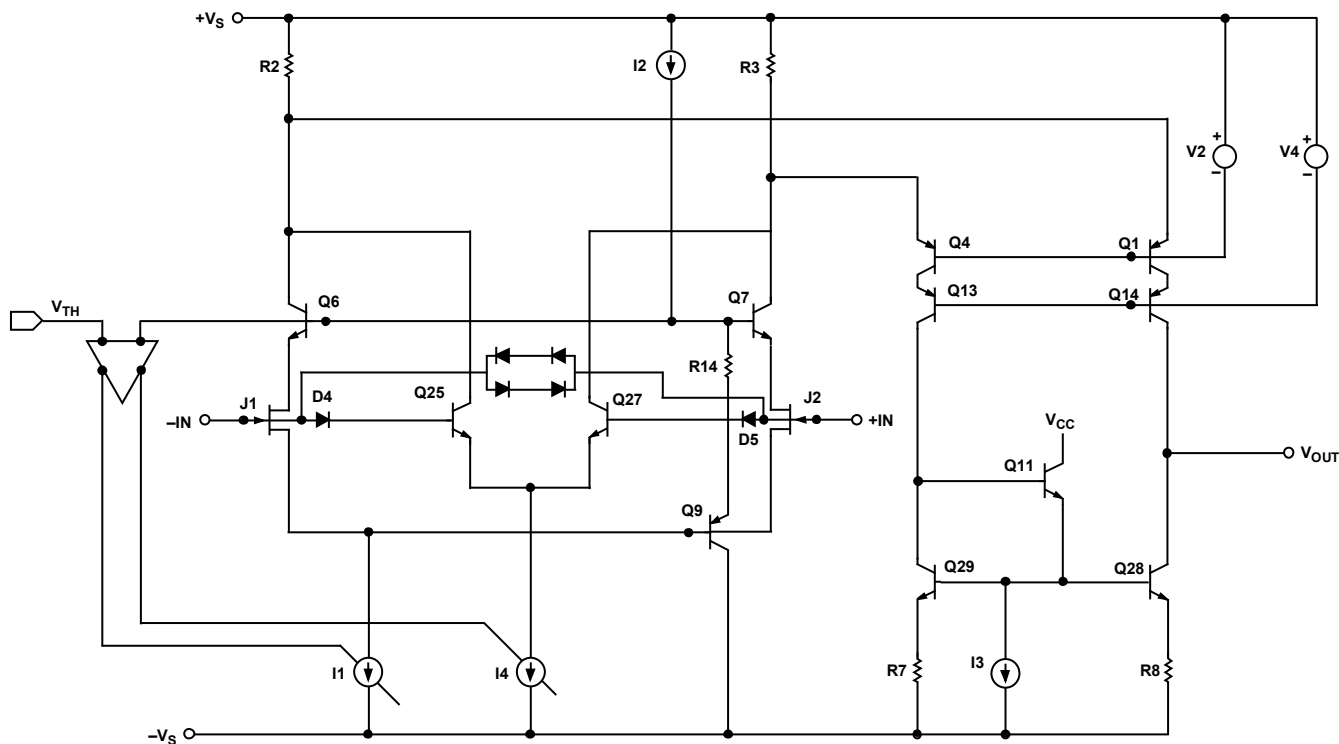 +VS
R2
I2
R3
+
V2
–
+
V4
–
Q4
Q1
Q13
Q14
VTH
Q6
Q7
R14
J1
D4
Q25
Q27
D5
J2
–IN
+IN
VCC
Q11
VOUT
Q9
Q29
Q28
I1
I4
R7
I3
R8
–VS